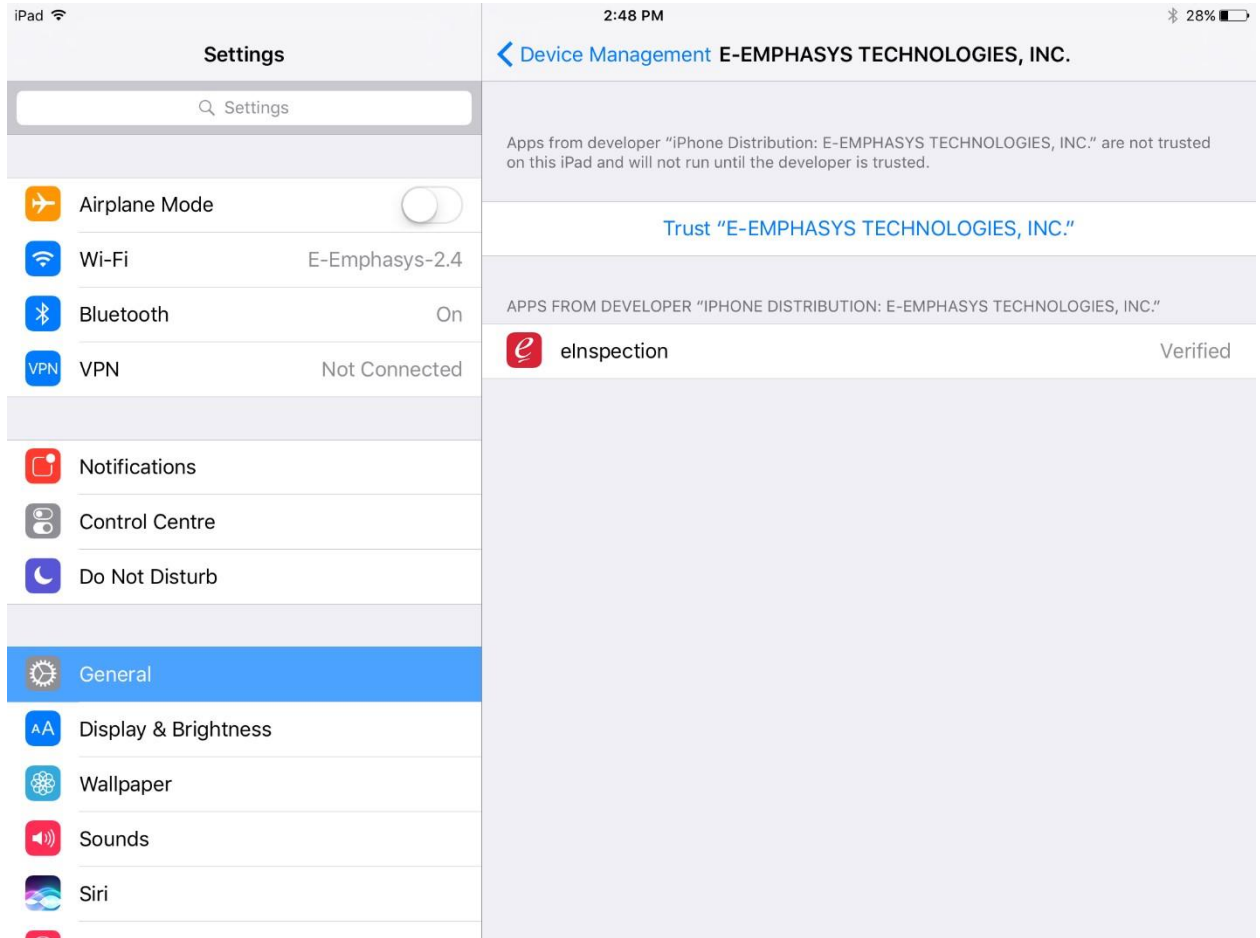 iPad
2:48 PM
28%
Settings
Device Management
E-EMPHASYS TECHNOLOGIES, INC.
Settings
Apps from developer “iPhone Distribution: E-EMPHASYS TECHNOLOGIES, INC.” are not trusted
on this iPad and will not run until the developer is trusted.
Airplane Mode
Trust “E-EMPHASYS TECHNOLOGIES, INC.”
Wi-Fi E-Emphasys-2.4
Bluetooth On
APPS FROM DEVELOPER “IPHONE DISTRIBUTION: E-EMPHASYS TECHNOLOGIES, INC.”
e eInspection Verified
VPN VPN Not Connected
Notifications
Control Centre
Do Not Disturb
General
AA Display & Brightness
Wallpaper
Sounds
Siri